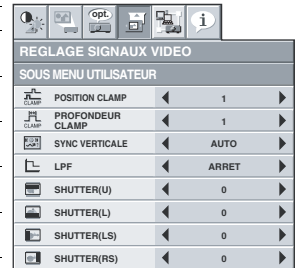 opt.
i
REGLAGE SIGNAUX VIDEO
SOUS MENU UTILISATEUR
CLAMP POSITION CLAMP 1
CLAMP PROFONDEUR CLAMP 1
SYNC VERTICALE AUTO
LPF ARRET
SHUTTER(U) 0
SHUTTER(L) 0
SHUTTER(LS) 0
SHUTTER(RS) 0